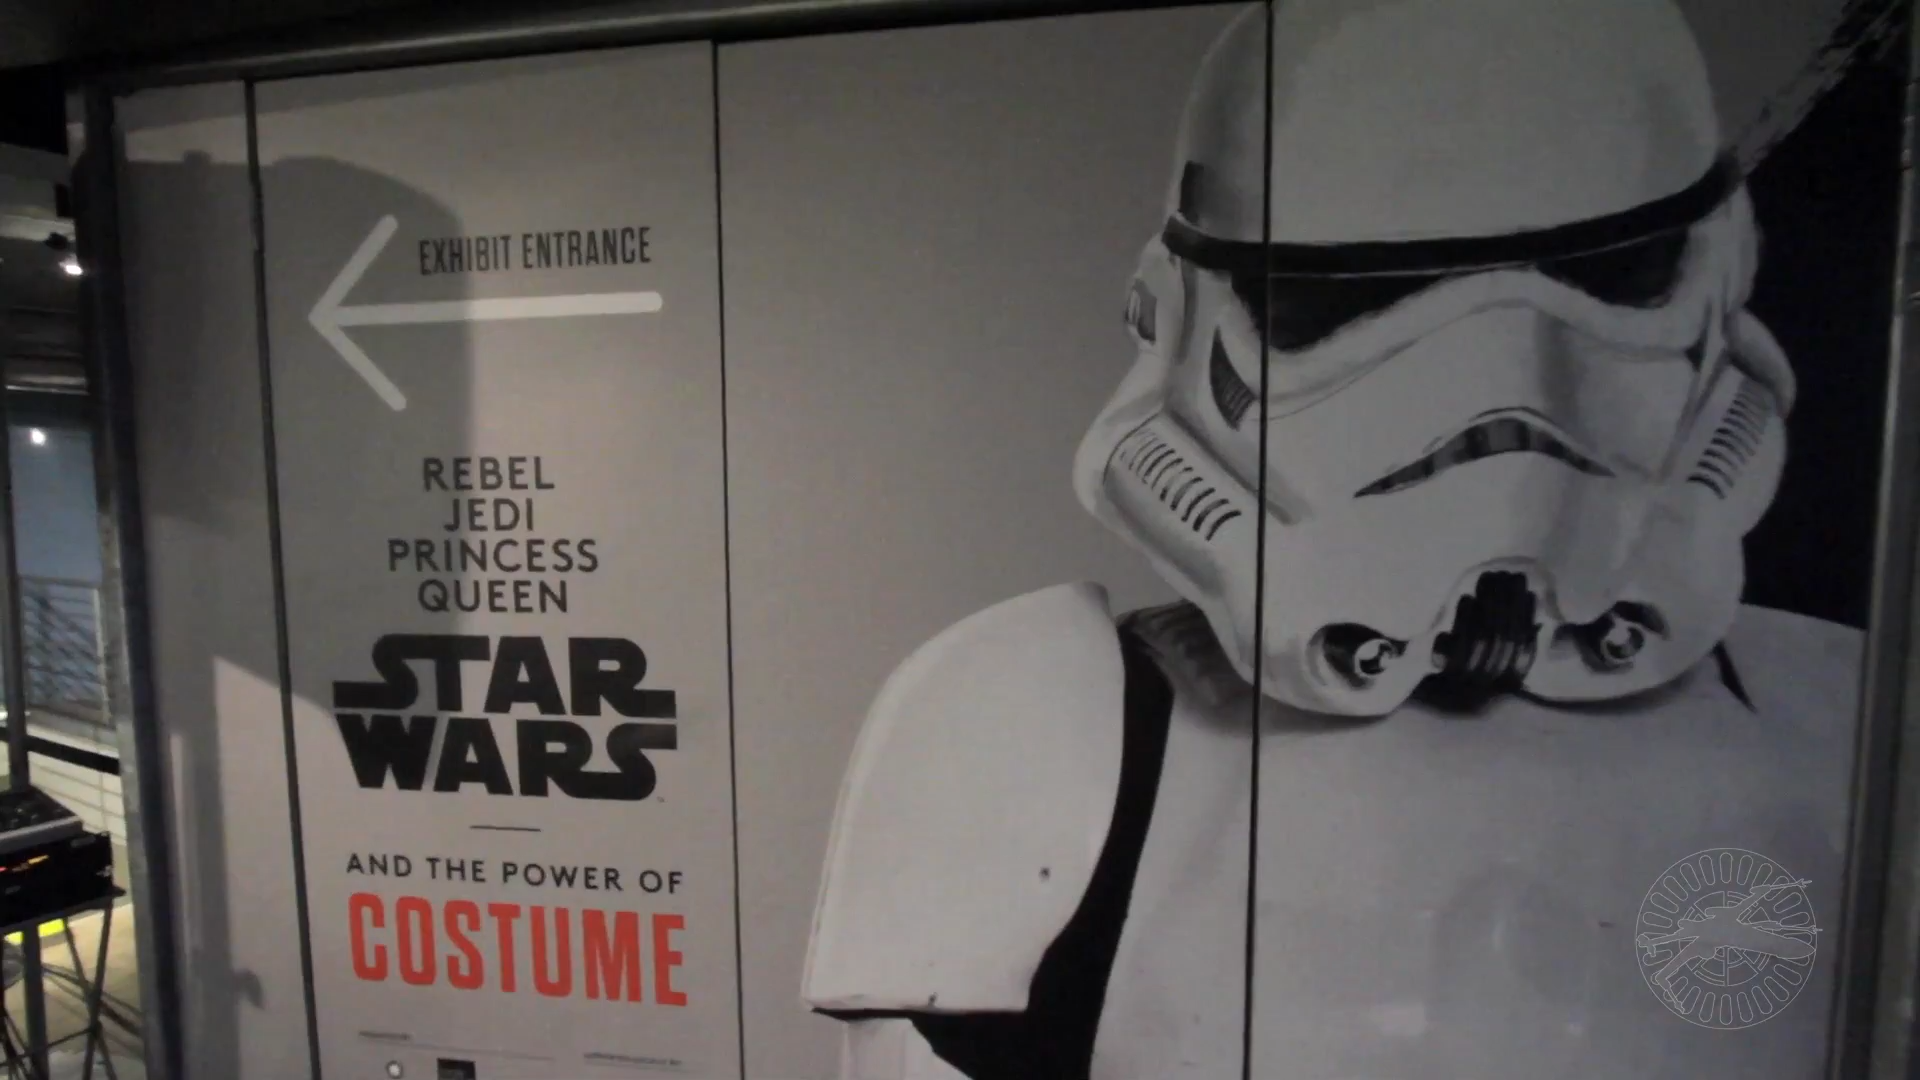 EXHIBIT ENTRANCE
REBEL
JEDI
PRINCESS
QUEEN
STAR
WARS
AND THE POWER OF
COSTUME